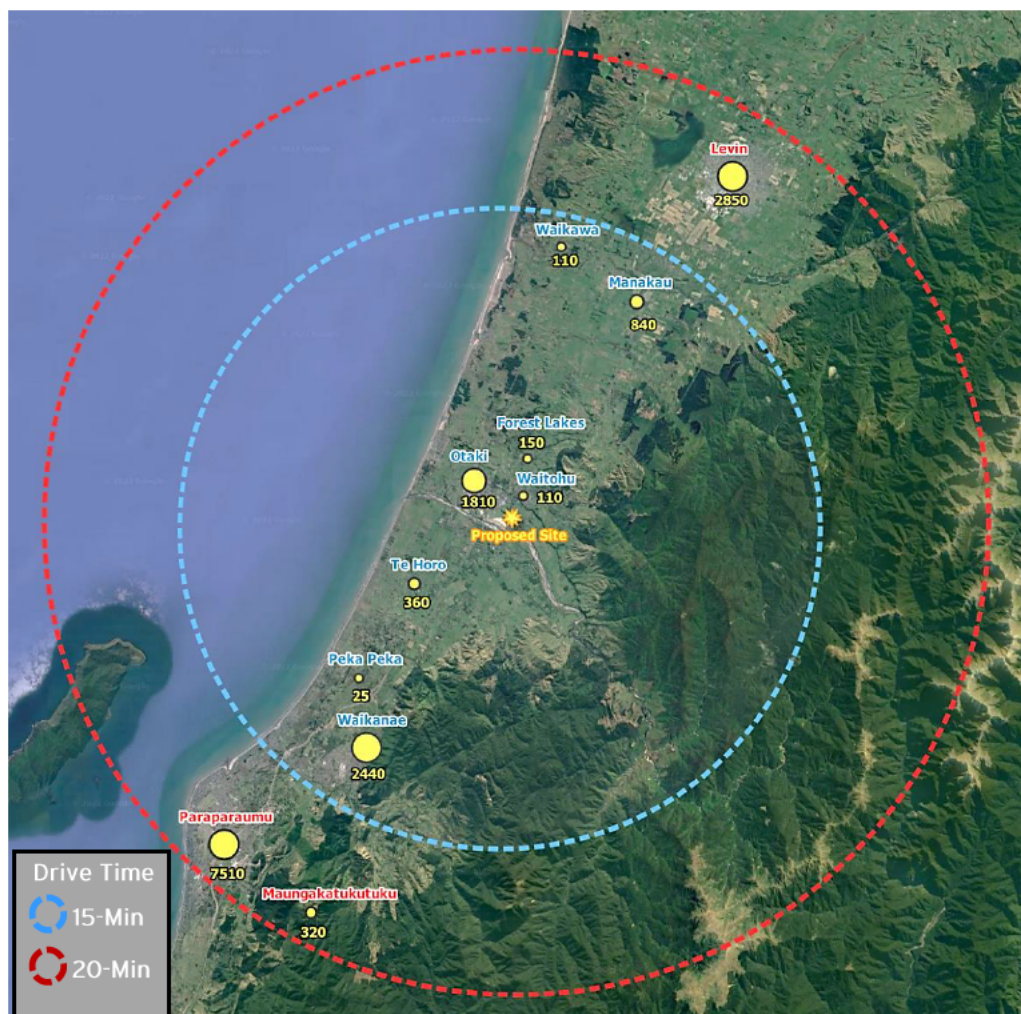 Levin
2850
Waikawa
110
Manakau
840
Forest Lakes
150
Otaki
1810
Waitohu
110
Proposed Site
Te Horo
360
Peka Peka
25
Waikanae
2440
Paraparaumu
7510
Maungakatukutuku
320
Drive Time
15-Min
20-Min